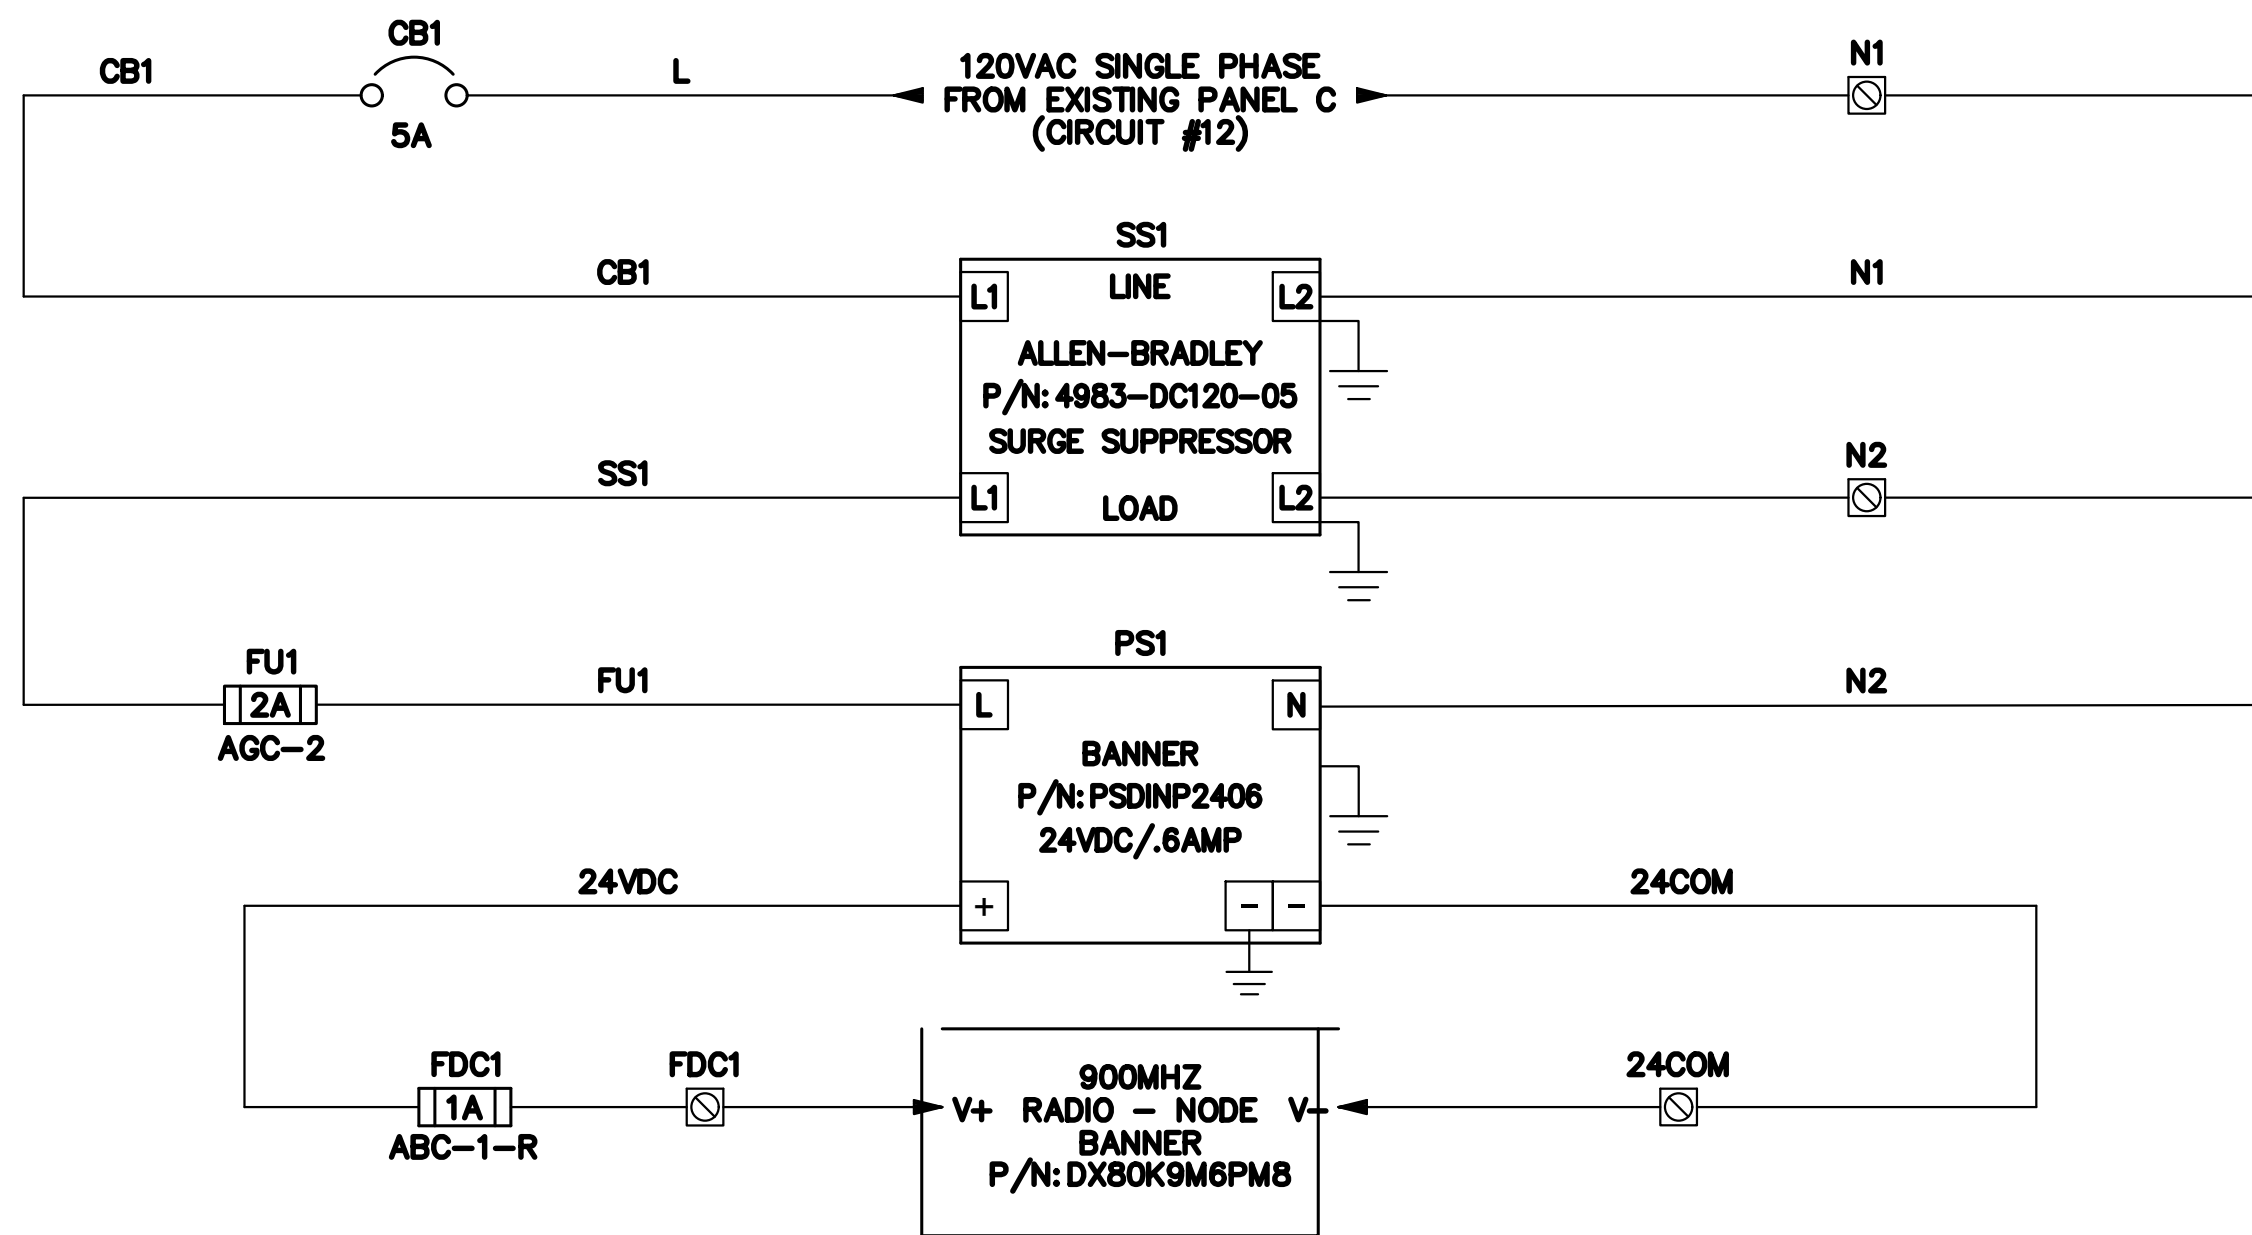 CB1
CB1
L
5A
120VAC SINGLE PHASE
FROM EXISTING PANEL C
(CIRCUIT #12)
N1
SS1
CB1
L1
LINE
L2
N1
ALLEN-BRADLEY
P/N: 4983-DC120-05
SURGE SUPPRESSOR
SS1
L1
LOAD
L2
N2
PS1
FU1
2A
AGC-2
FU1
L
N
N2
BANNER
P/N: PSDINP2406
24VDC/.6AMP
24VDC
+
-
-
24COM
FDC1
1A
ABC-1-R
FDC1
900MHZ
V+ RADIO - NODE V-
BANNER
P/N: DX80K9M6PM8
24COM